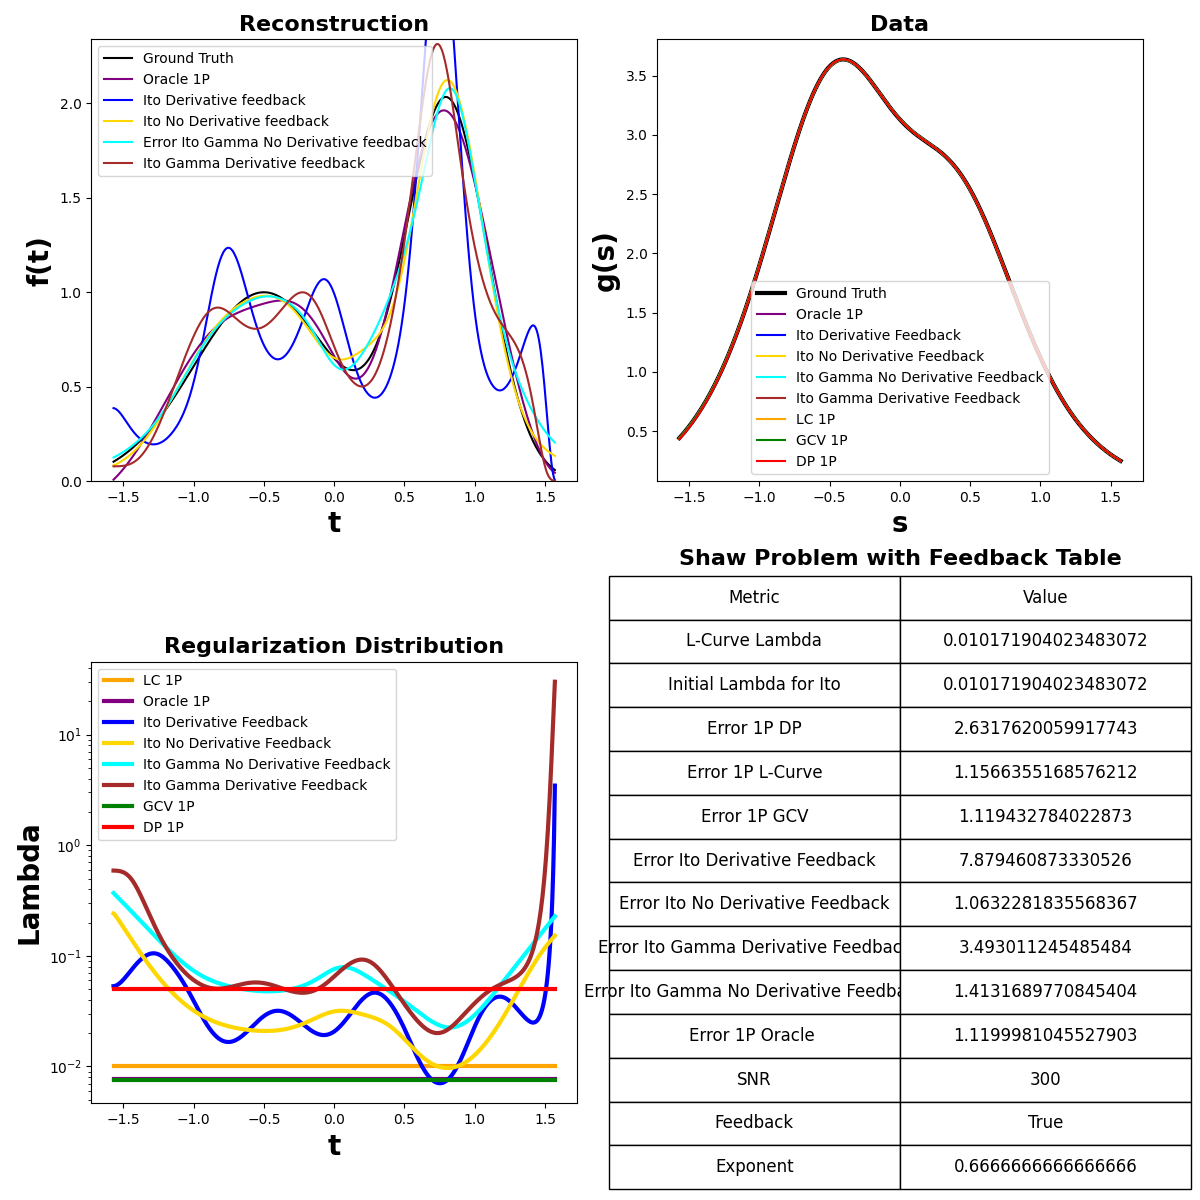 Reconstruction
f(t)
2.0
1.5
1.0
0.5
0.0
Ground Truth
Oracle 1P
Ito Derivative feedback
Ito No Derivative feedback
Error Ito Gamma No Derivative feedback
Ito Gamma Derivative feedback
−1.5 −1.0 −0.5 0.0 0.5 1.0 1.5
t
Data
g(s)
3.5
3.0
2.5
2.0
1.5
1.0
0.5
Ground Truth
Oracle 1P
Ito Derivative Feedback
Ito No Derivative Feedback
Ito Gamma No Derivative Feedback
Ito Gamma Derivative Feedback
LC 1P
GCV 1P
DP 1P
−1.5 −1.0 −0.5 0.0 0.5 1.0 1.5
s
Regularization Distribution
Lambda
10¹
10⁰
10⁻¹
10⁻²
LC 1P
Oracle 1P
Ito Derivative Feedback
Ito No Derivative Feedback
Ito Gamma No Derivative Feedback
Ito Gamma Derivative Feedback
GCV 1P
DP 1P
−1.5 −1.0 −0.5 0.0 0.5 1.0 1.5
t
Shaw Problem with Feedback Table
Metric Value
L-Curve Lambda 0.010171904023483072
Initial Lambda for Ito 0.010171904023483072
Error 1P DP 2.6317620059917743
Error 1P L-Curve 1.1566355168576212
Error 1P GCV 1.119432784022873
Error Ito Derivative Feedback 7.879460873330526
Error Ito No Derivative Feedback 1.0632281835568367
Error Ito Gamma Derivative Feedbac 3.493011245485484
Error Ito Gamma No Derivative Feedba 1.4131689770845404
Error 1P Oracle 1.1199981045527903
SNR 300
Feedback True
Exponent 0.6666666666666666